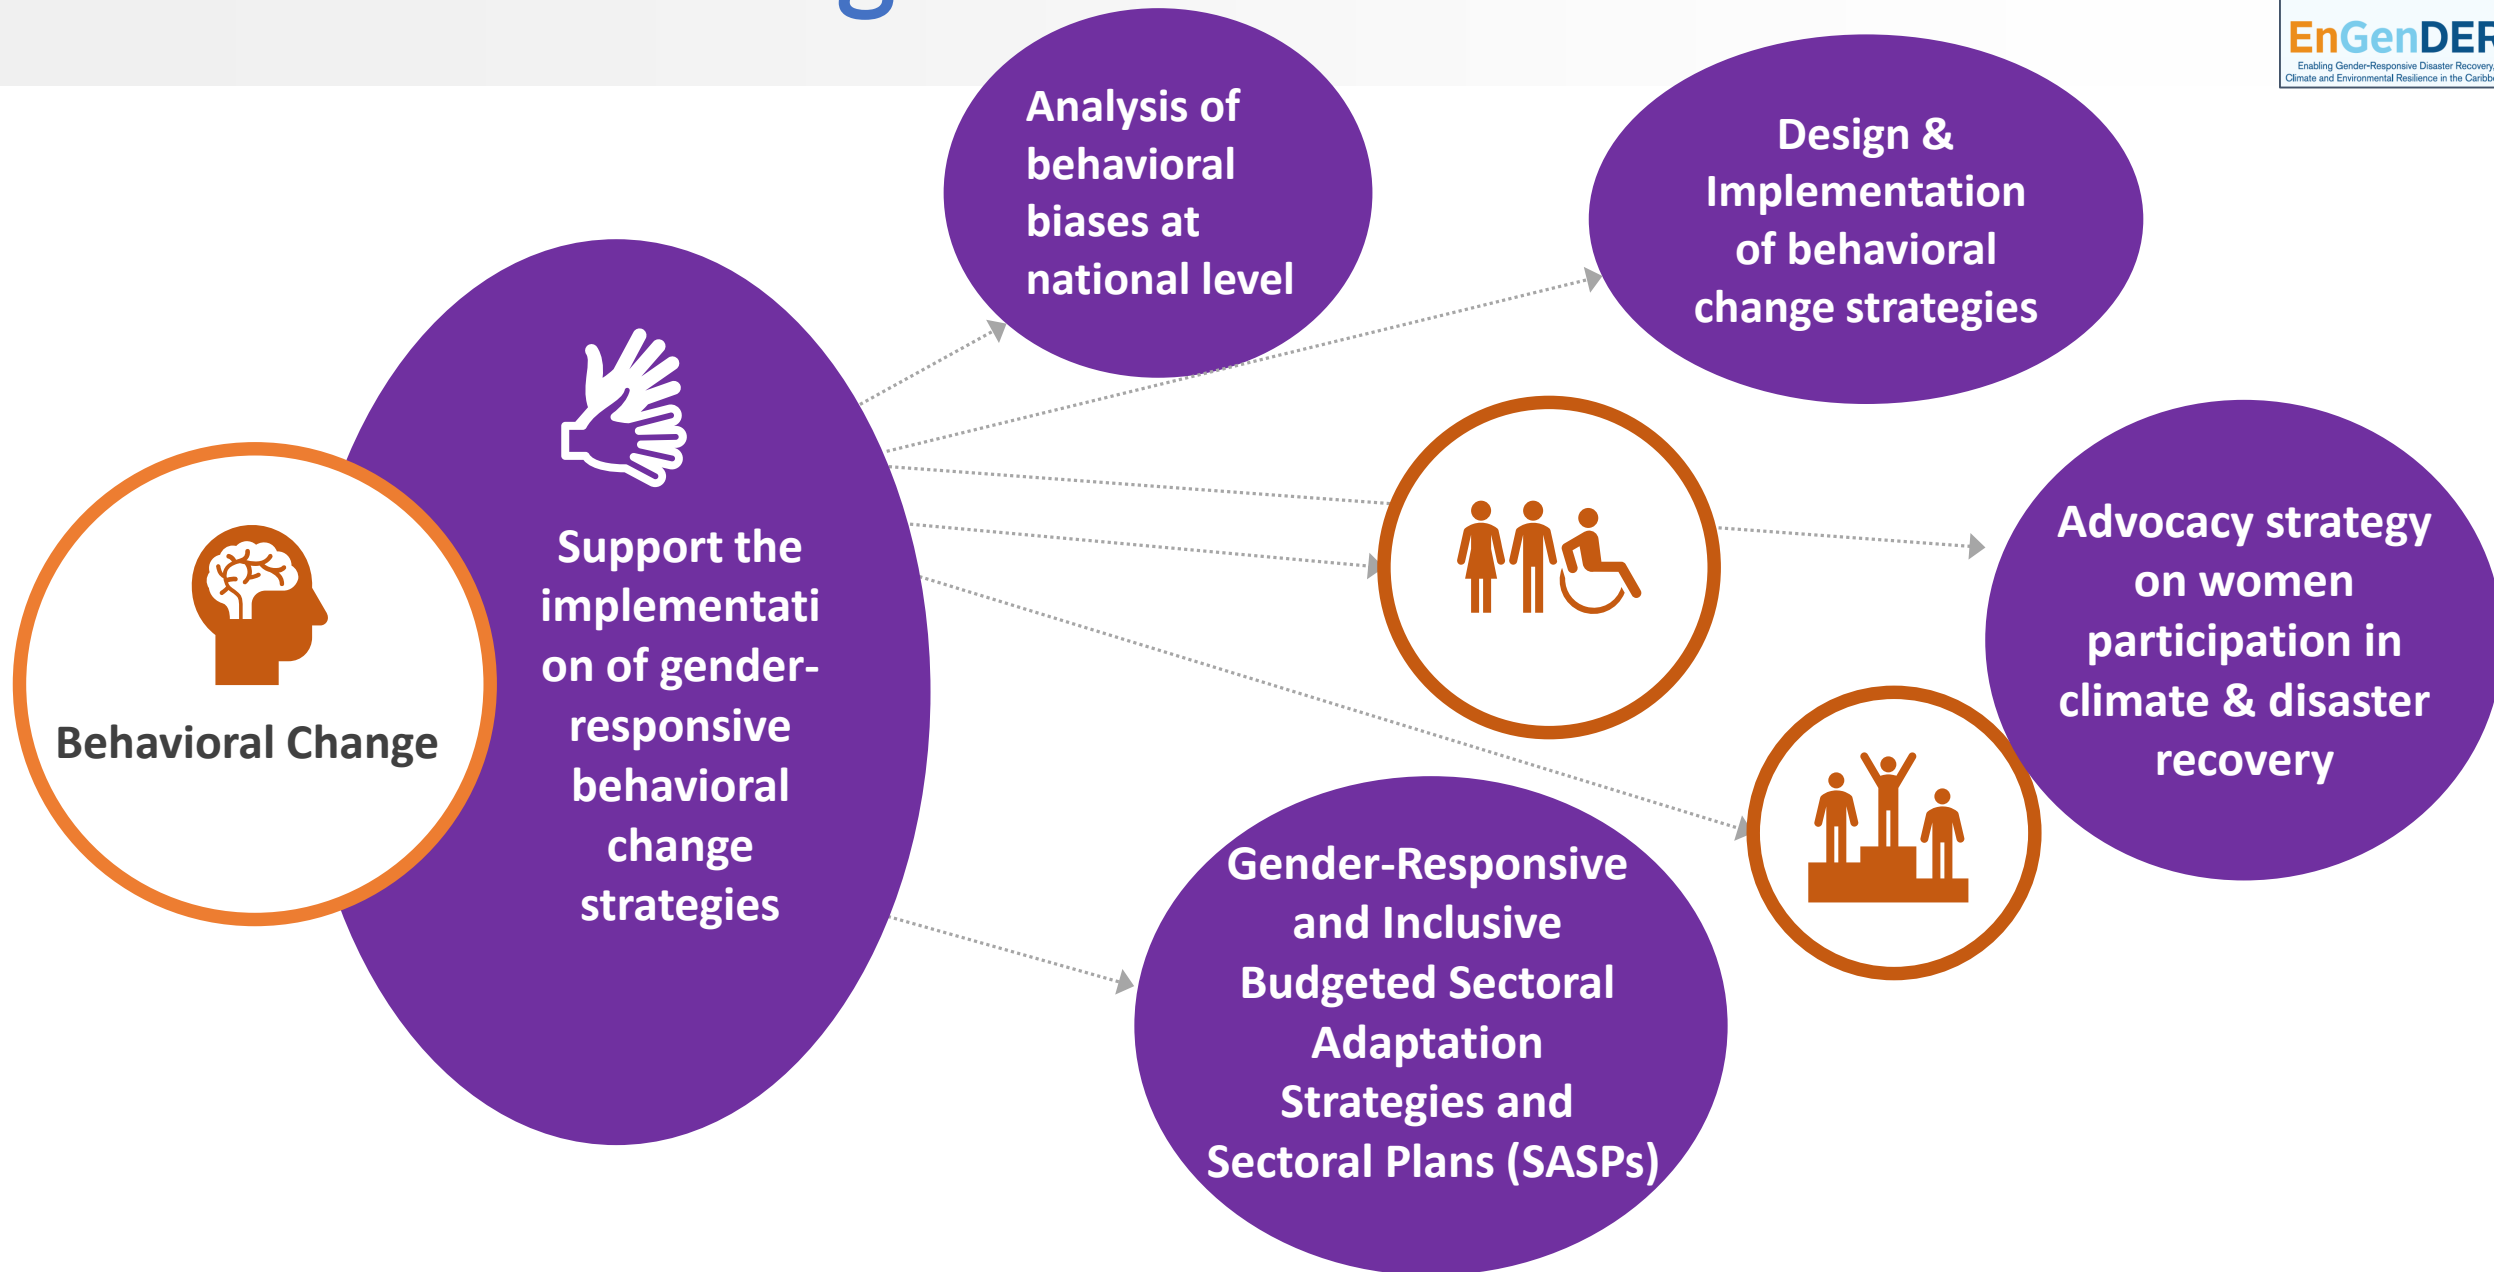 EnGenDER
Enabling Gender-Responsive Disaster Recovery,
Climate and Environmental Resilience in the
Analysis of
behavioral
biases at
national level
Design &
Implementation
of behavioral
change strategies
Support the
implementati
on of gender-
responsive
behavioral
change
strategies
Behavioral Change
Advocacy strategy
on women
participation in
climate & disaster
recovery
Gender-Responsive
and Inclusive
Budgeted Sectoral
Adaptation
Strategies and
Sectoral Plans (SASPs)